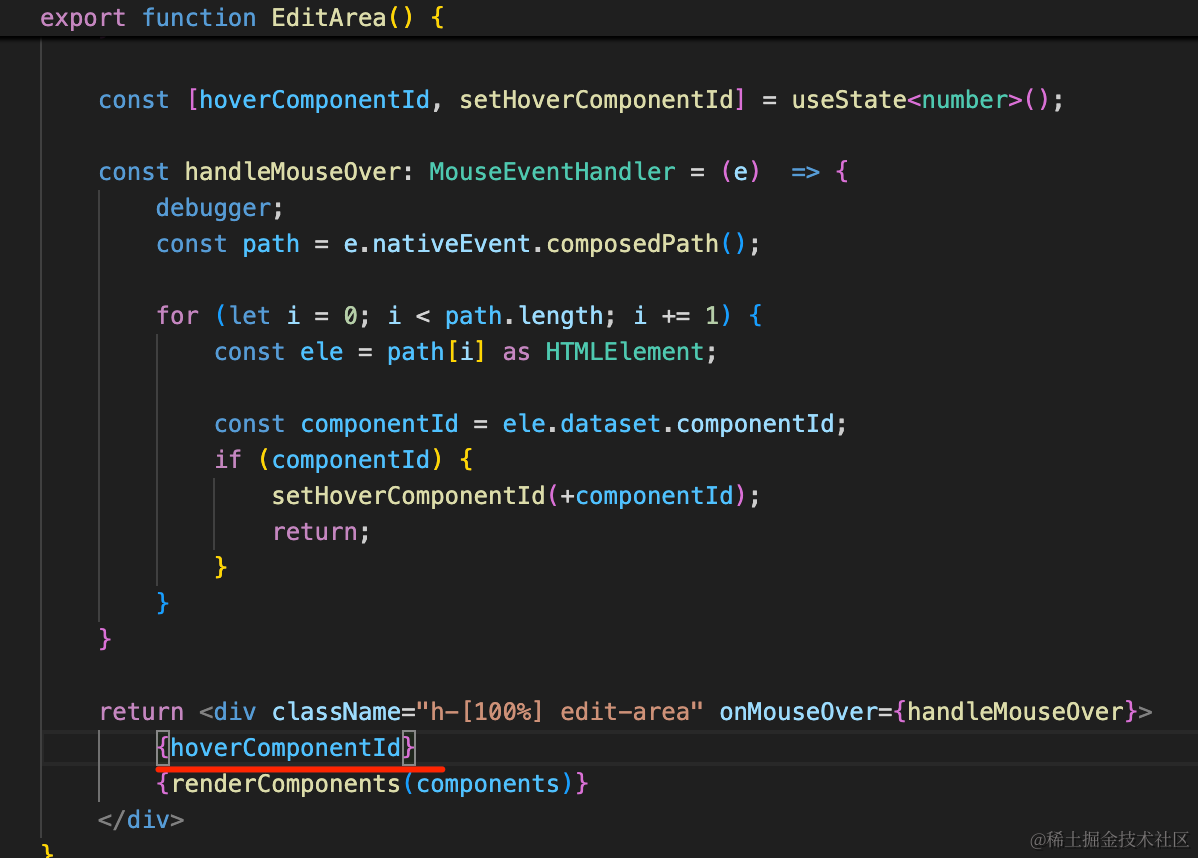 export function EditArea() {
const [hoverComponentId, setHoverComponentId] = useState<number>();
const handleMouseOver: MouseEventHandler = (e)  => {
debugger;
const path = e.nativeEvent.composedPath();
for (let i = 0; i < path.length; i += 1) {
const ele = path[i] as HTMLElement;
const componentId = ele.dataset.componentId;
if (componentId) {
setHoverComponentId(+componentId);
return;
}
}
}
return <div className="h-[100%] edit-area" onMouseOver={handleMouseOver}>
{hoverComponentId}
{renderComponents(components)}
</div>
}
@稀土掘金技术社区